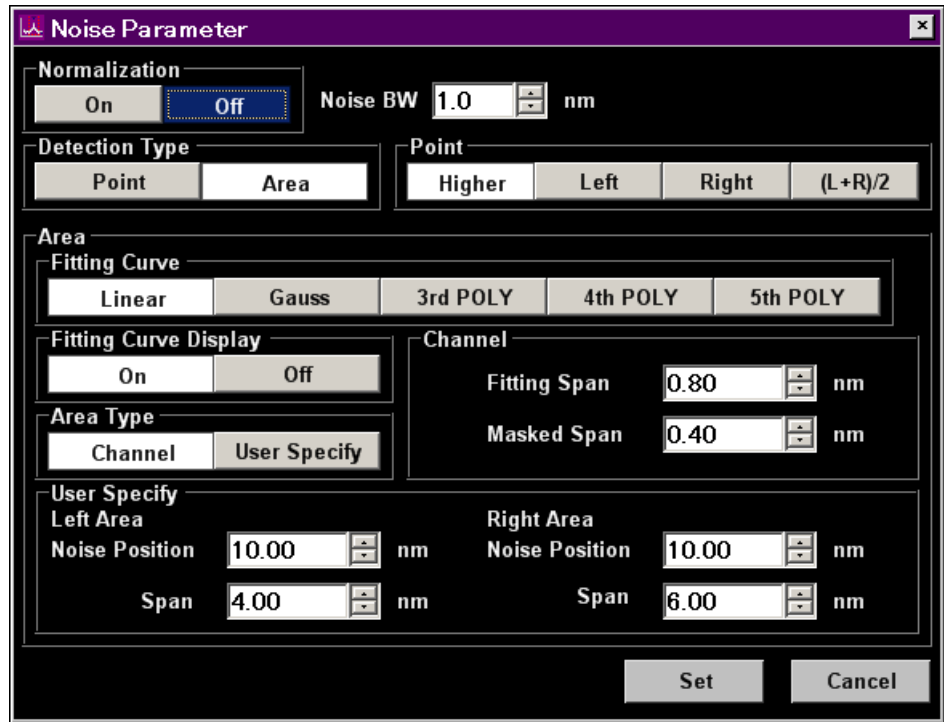 Noise Parameter
Normalization
On Off Noise BW 1.0 nm
Detection Type Point
Point Area Higher Left Right (L+R)/2
Area
Fitting Curve
Linear Gauss 3rd POLY 4th POLY 5th POLY
Fitting Curve Display Channel
On Off Fitting Span 0.80 nm
Area Type
Masked Span 0.40 nm
Channel User Specify
User Specify
Left Area Right Area
Noise Position 10.00 nm Noise Position 10.00 nm
Span 4.00 nm Span 6.00 nm
Set Cancel